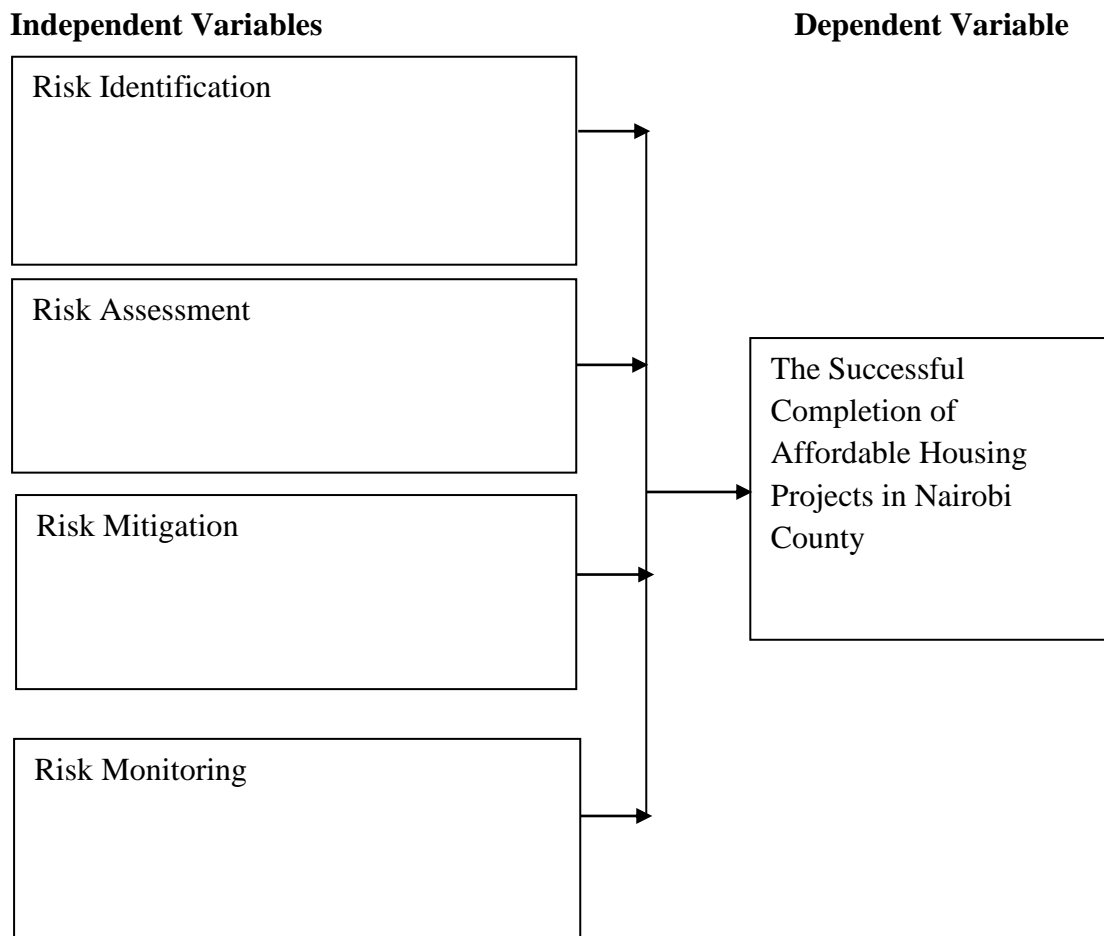 Independent Variables
Dependent Variable
Risk Identification
Risk Assessment
Risk Mitigation
Risk Monitoring
The Successful
Completion of
Affordable Housing
Projects in Nairobi
County